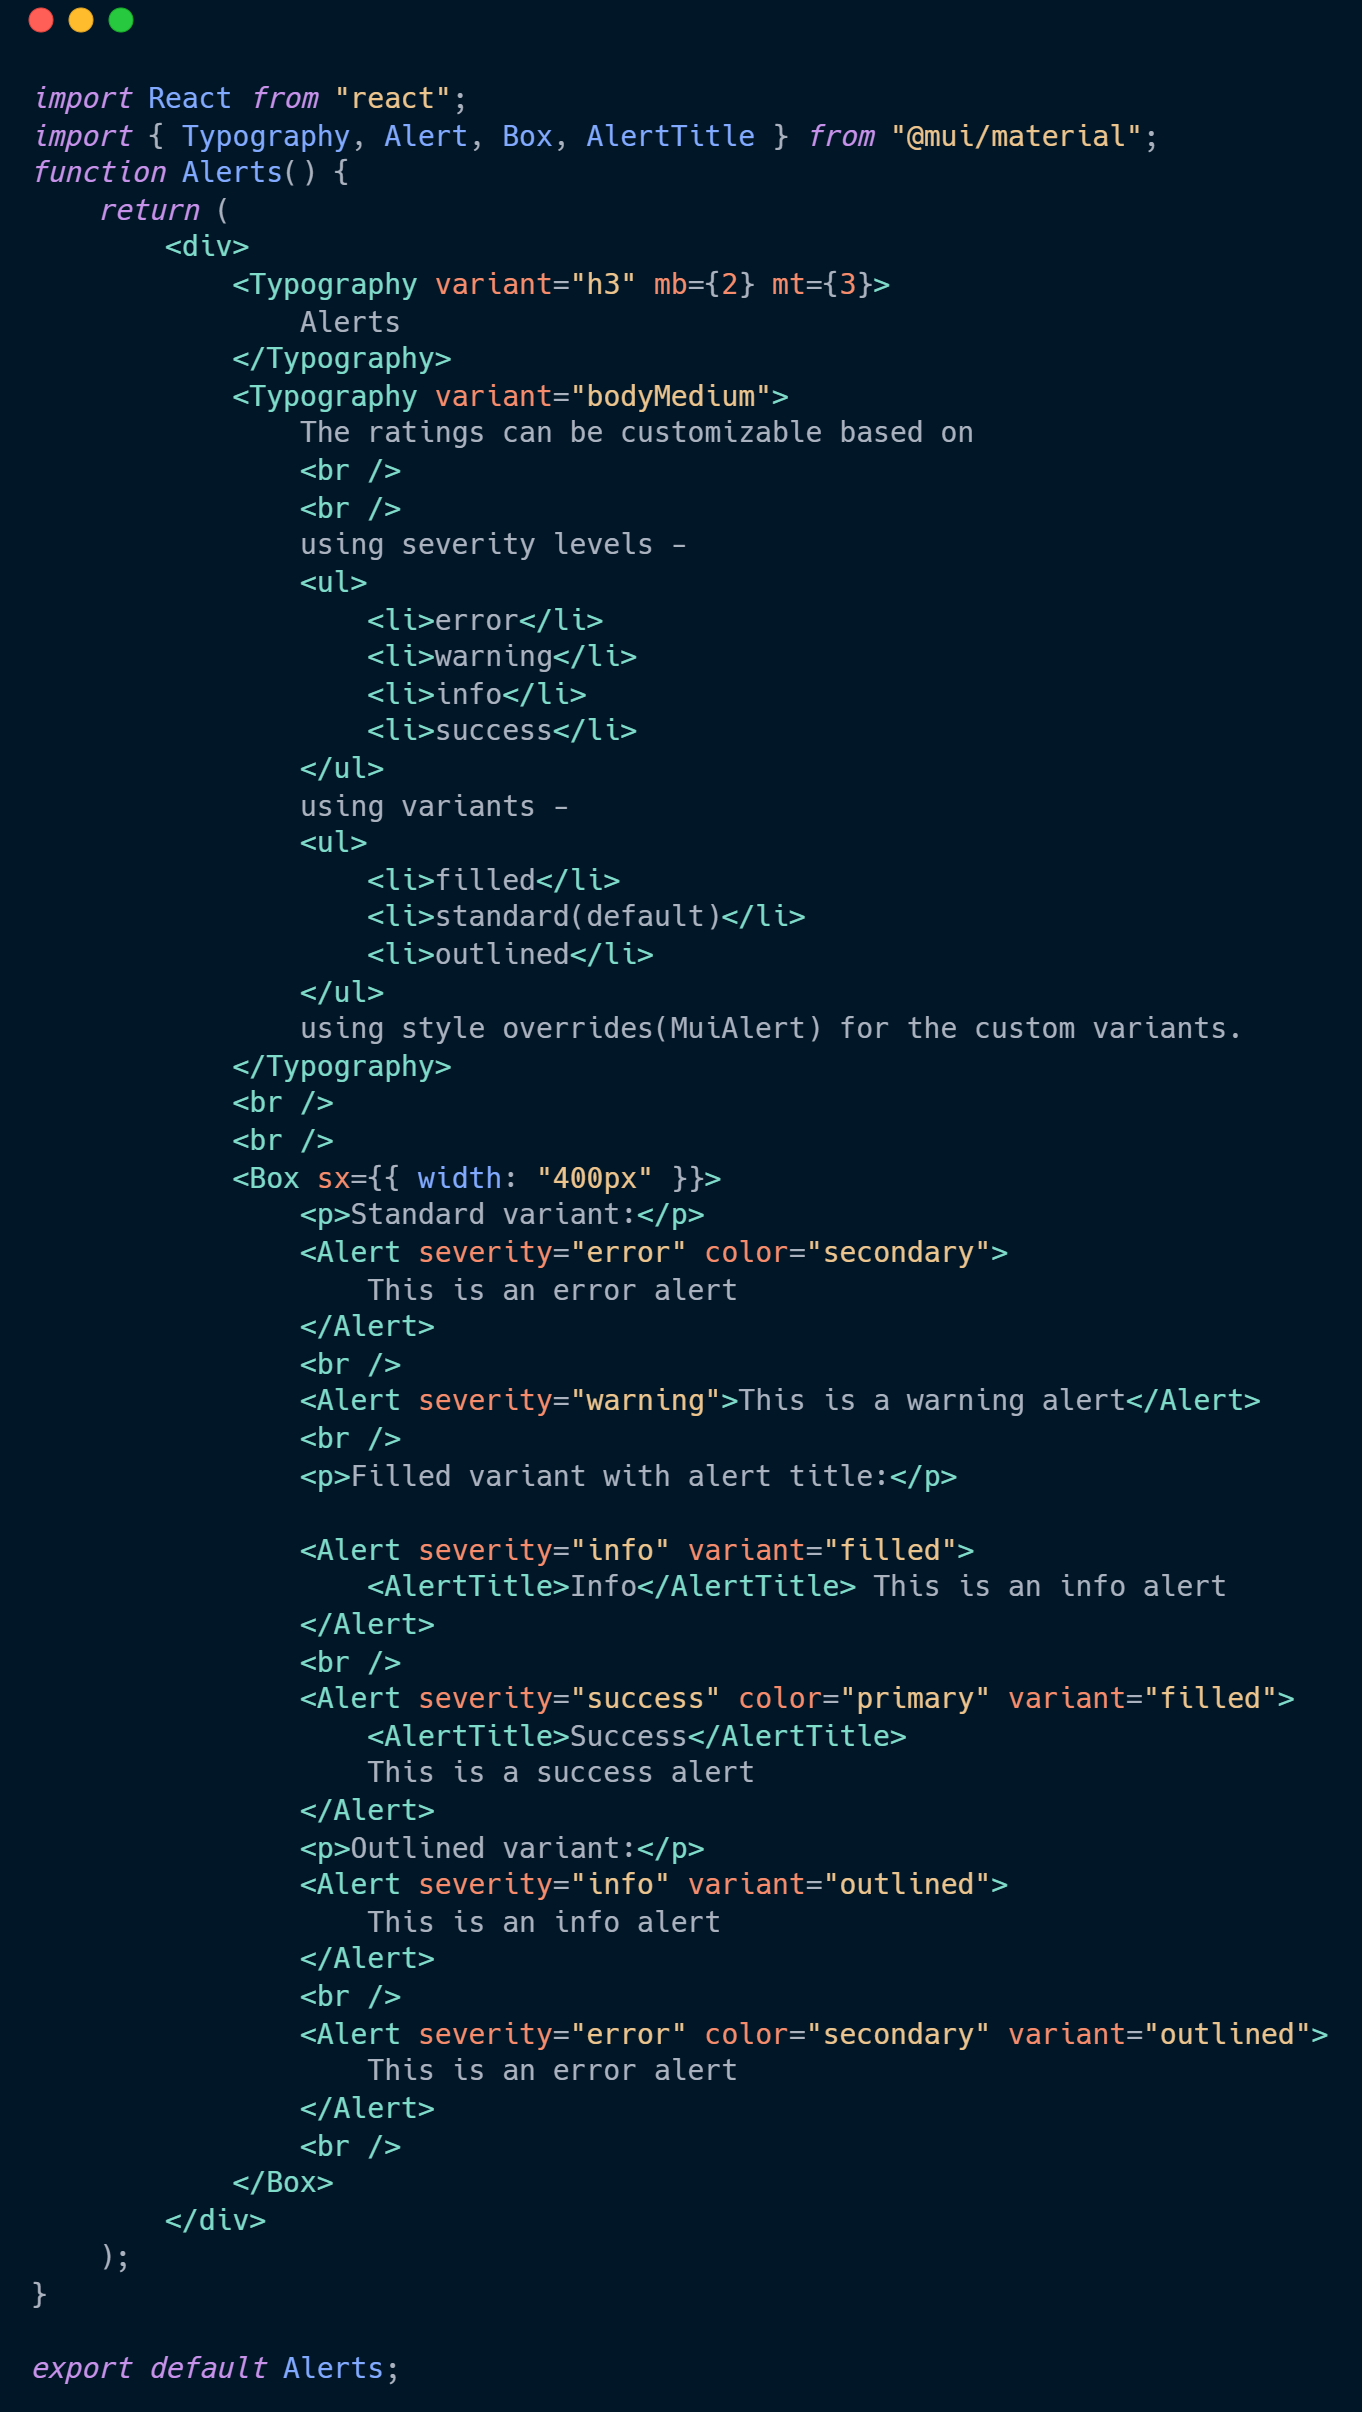 import React from "react";
import { Typography, Alert, Box, AlertTitle } from "@mui/material";
function Alerts() {
    return (
        <div>
            <Typography variant="h3" mb={2} mt={3}>
                Alerts
            </Typography>
            <Typography variant="bodyMedium">
                The ratings can be customizable based on
                <br />
                <br />
                using severity levels -
                <ul>
                    <li>error</li>
                    <li>warning</li>
                    <li>info</li>
                    <li>success</li>
                </ul>
                using variants -
                <ul>
                    <li>filled</li>
                    <li>standard(default)</li>
                    <li>outlined</li>
                </ul>
                using style overrides(MuiAlert) for the custom variants.
            </Typography>
            <br />
            <br />
            <Box sx={{ width: "400px" }}>
                <p>Standard variant:</p>
                <Alert severity="error" color="secondary">
                    This is an error alert
                </Alert>
                <br />
                <Alert severity="warning">This is a warning alert</Alert>
                <br />
                <p>Filled variant with alert title:</p>

                <Alert severity="info" variant="filled">
                    <AlertTitle>Info</AlertTitle> This is an info alert
                </Alert>
                <br />
                <Alert severity="success" color="primary" variant="filled">
                    <AlertTitle>Success</AlertTitle>
                    This is a success alert
                </Alert>
                <p>Outlined variant:</p>
                <Alert severity="info" variant="outlined">
                    This is an info alert
                </Alert>
                <br />
                <Alert severity="error" color="secondary" variant="outlined">
                    This is an error alert
                </Alert>
                <br />
            </Box>
        </div>
    );
}

export default Alerts;